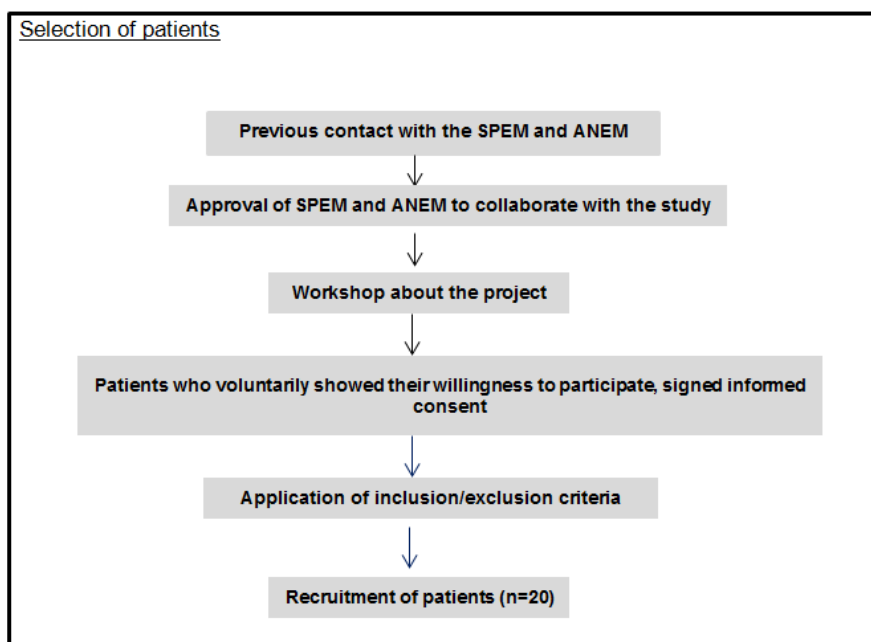 Selection of patients
Previous contact with the SPEM and ANEM
Approval of SPEM and ANEM to collaborate with the study
Workshop about the project
Patients who voluntarily showed their willingness to participate, signed informed
consent
Application of inclusion/exclusion criteria
Recruitment of patients (n=20)